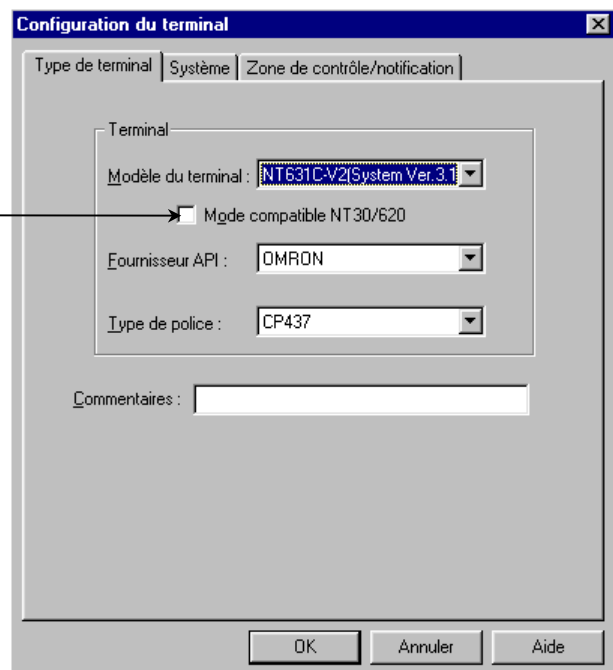 Configuration du terminal
Type de terminal Système Zone de contrôle/notification
Terminal
Modèle du terminal : NT631C-V2(System Ver.3.1
Mode compatible NT30/620
Fournisseur API : OMRON
Type de police : CP437
Commentaires :
OK Annuler Aide